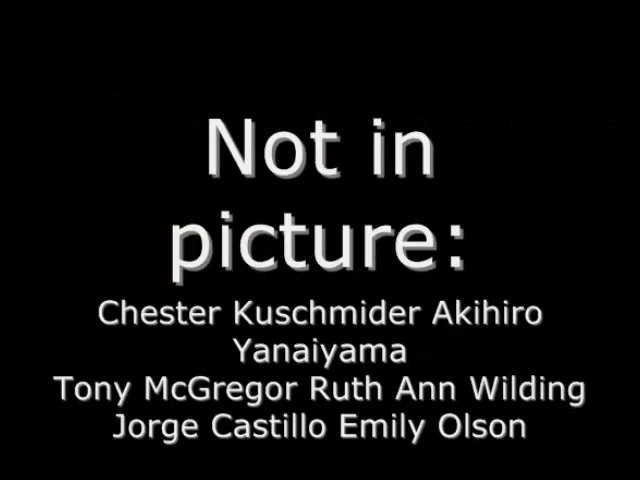 Not in
picture:
Chester Kuschmider Akihiro
Yanaiyama
Tony McGregor Ruth Ann Wilding
Jorge Castillo Emily Olson